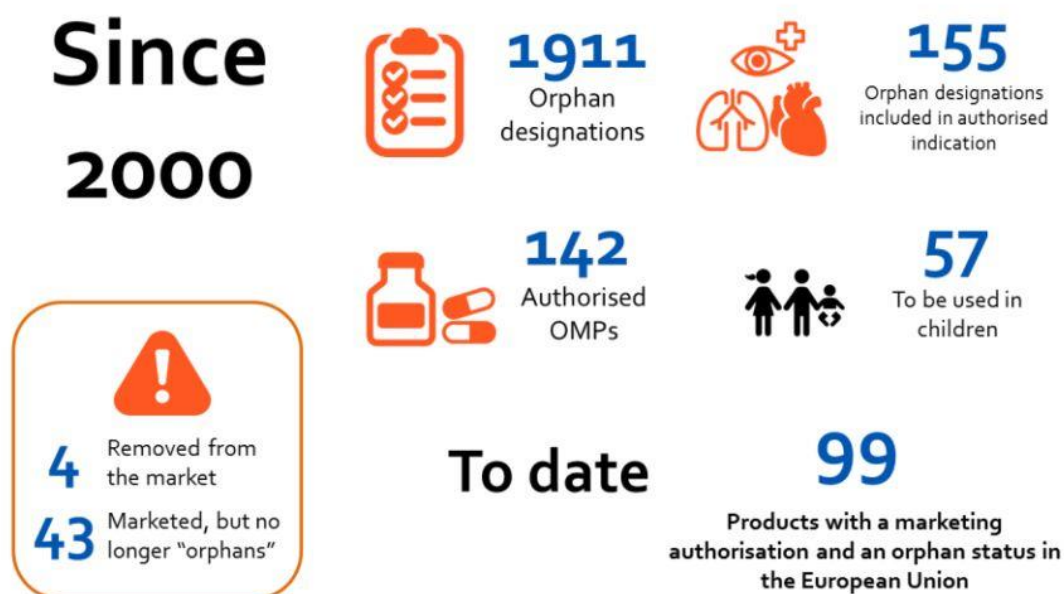 Since
2000
1911
Orphan
designations
155
Orphan designations
included in authorised
indication
142
Authorised
OMPs
57
To be used in
children
4
Removed from
the market
43
Marketed, but no
longer “orphans”
To date
99
Products with a marketing
authorisation and an orphan status in
the European Union